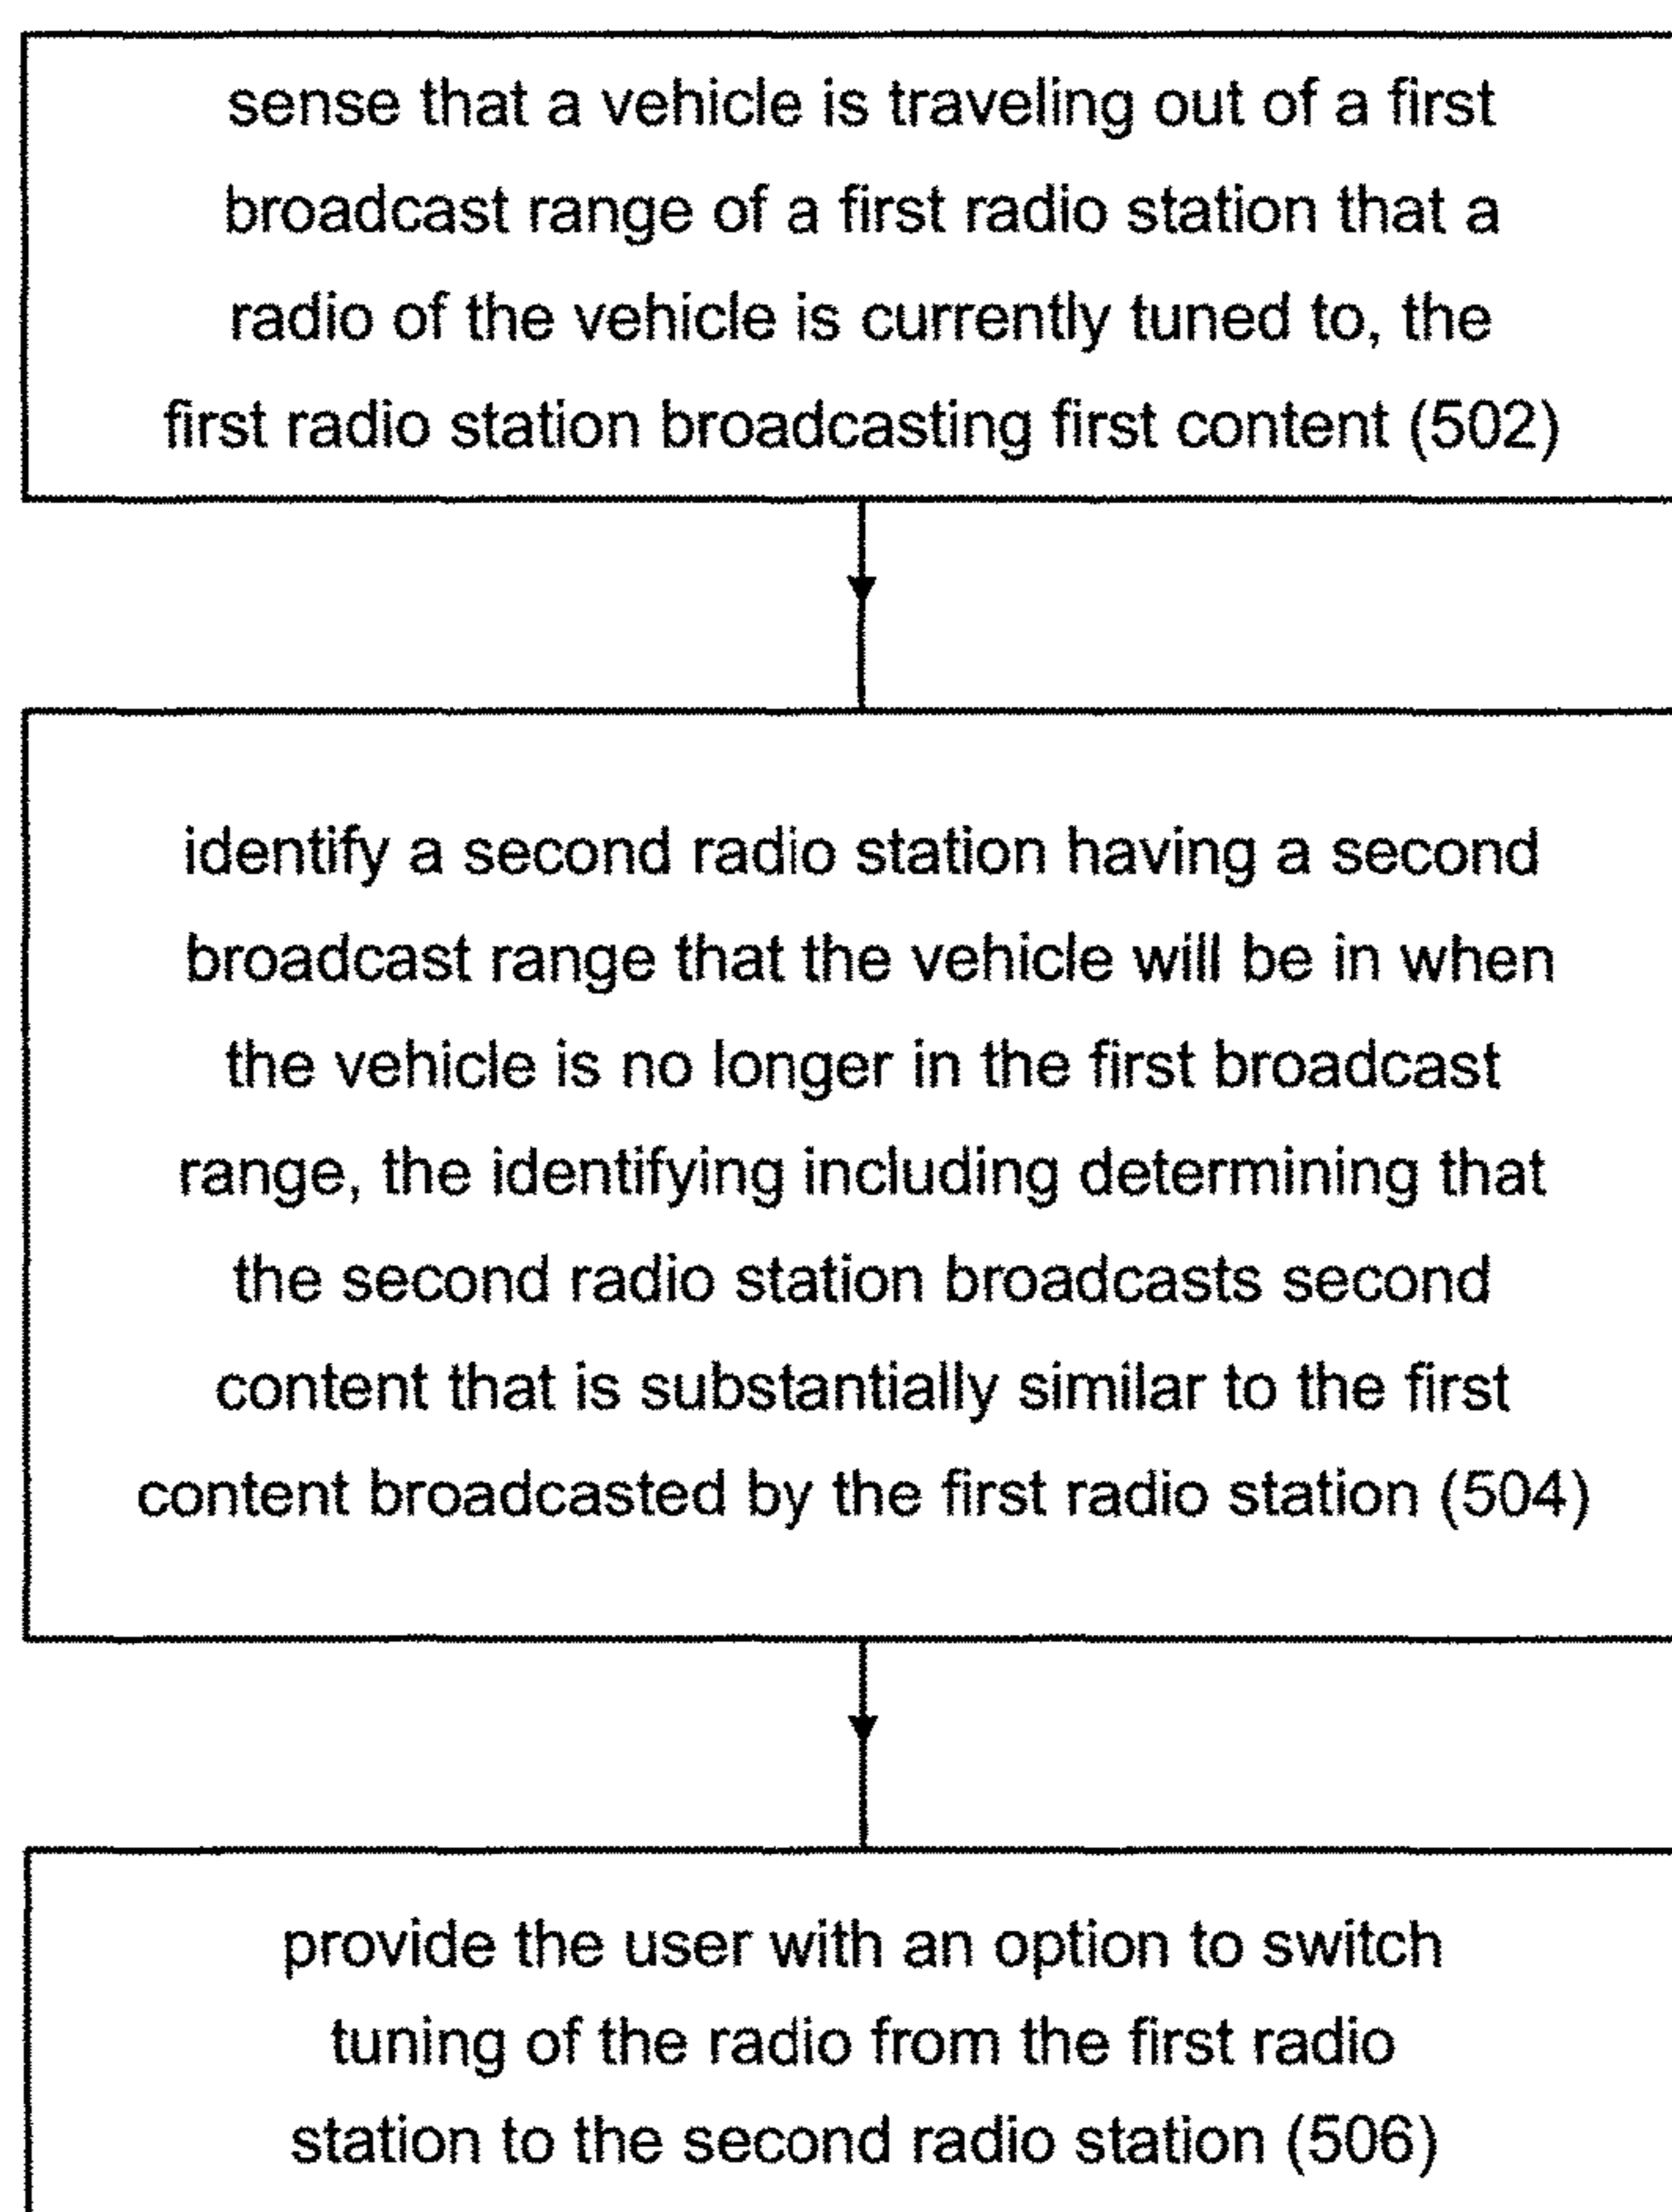 sense that a vehicle is traveling out of a first
broadcast range of a first radio station that a
radio of the vehicle is currently tuned to, the
first radio station broadcasting first content (502)
identify a second radio station having a second
broadcast range that the vehicle will be in when
the vehicle is no longer in the first broadcast
range, the identifying including determining that
the second radio station broadcasts second
content that is substantially similar to the first
content broadcasted by the first radio station (504)
provide the user with an option to switch
tuning of the radio from the first radio
station to the second radio station (506)